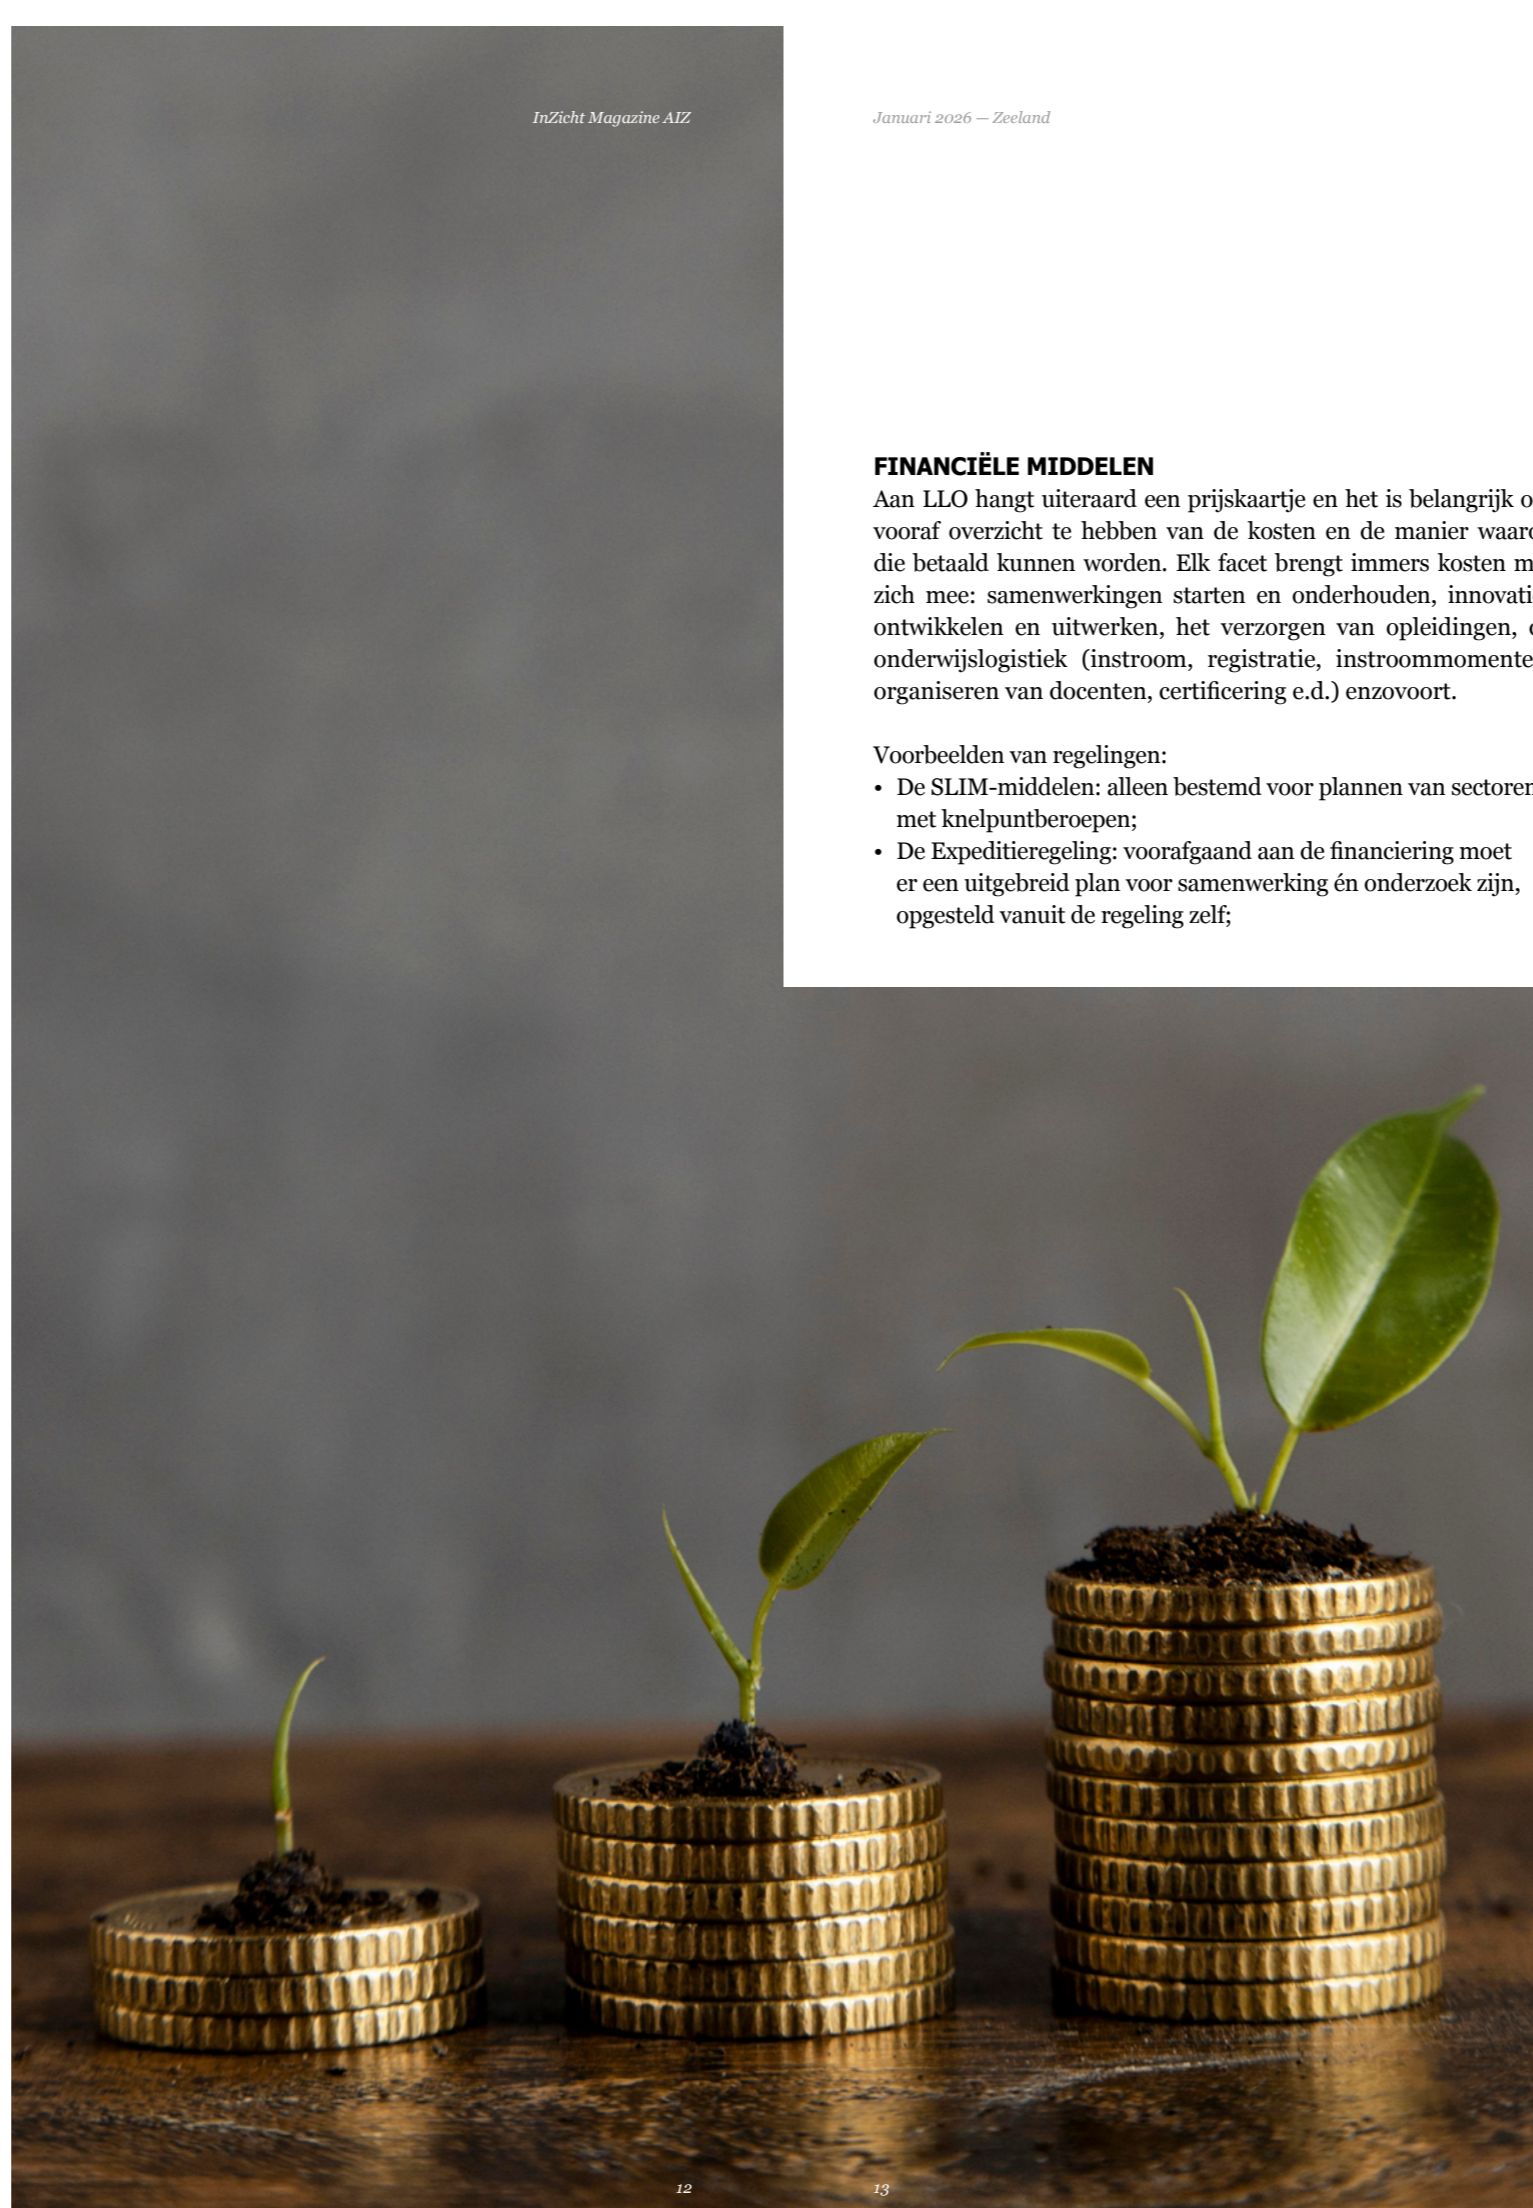 InZicht Magazine AIZ
Januari 2026 — Zeeland
FINANCIËLE MIDDELEN
Aan LLO hangt uiteraard een prijskaartje en het is belangrijk
vooraf overzicht te hebben van de kosten en de manier
die betaald kunnen worden. Elk facet brengt immers kosten
zich mee: samenwerkingen starten en onderhouden,
ontwikkelen en uitwerken, het verzorgen van opleidingen,
onderwijslogistiek (instroom, registratie,
organiseren van docenten, certificering e.d.) enzovoort.
Voorbeelden van regelingen:
• De SLIM-middelen: alleen bestemd voor plannen van sectoren
met knelpuntberoepen;
• De Expeditieregeling: voorafgaand aan de financiering moet
er een uitgebreid plan voor samenwerking én onderzoek zijn,
opgesteld vanuit de regeling zelf;
12
13